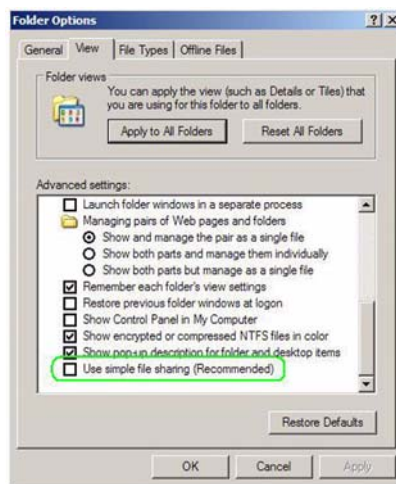 Folder Options
General View File Types Offline Files
Folder views
You can apply the view (such as Details or Tiles) that
you are using for this folder to all folders.
Apply to All Folders Reset All Folders
Advanced settings:
Launch folder windows in a separate process
Managing pairs of Web pages and folders
Show and manage the pair as a single file
Show both parts and manage them individually
Show both parts but manage as a single file
Remember each folder's view settings
Restore previous folder windows at logon
Show Control Panel in My Computer
Show encrypted or compressed NTFS files in color
Show pop-up description for folder and desktop items
Use simple file sharing (Recommended)
Restore Defaults
OK Cancel Apply